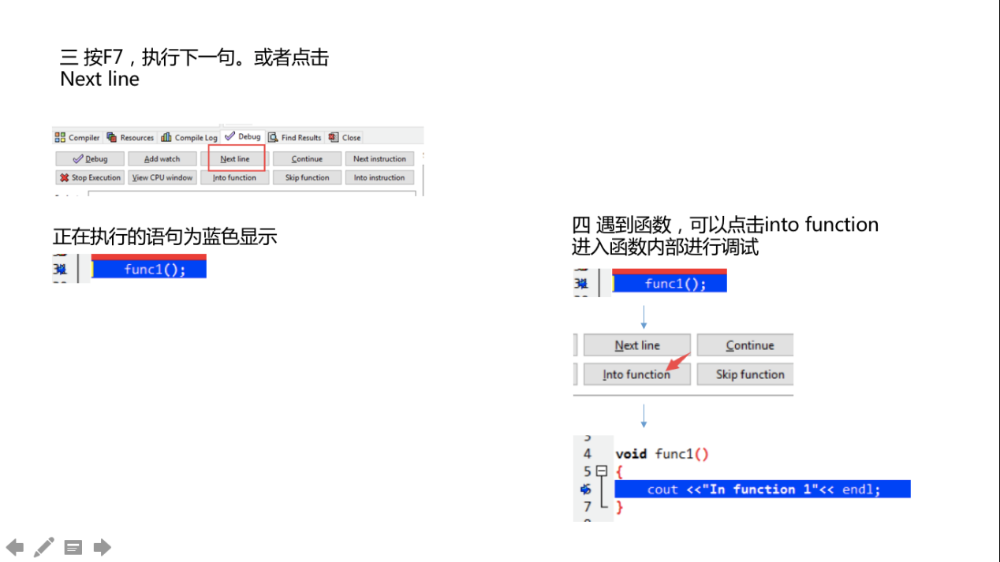 三 按F7，执行下一句。或者点击
Next line
Compiler Resources Compile Log Debug Find Results Close
Debug Add watch Next line Continue Next instruction
Stop Execution View CPU window Into function Skip function Into instruction
正在执行的语句为蓝色显示
func1();
四 遇到函数，可以点击into function
进入函数内部进行调试
func1();
Next line Continue
Into function Skip function
4 void func1()
5 {
6 cout <<"In function 1"<< endl;
7 }